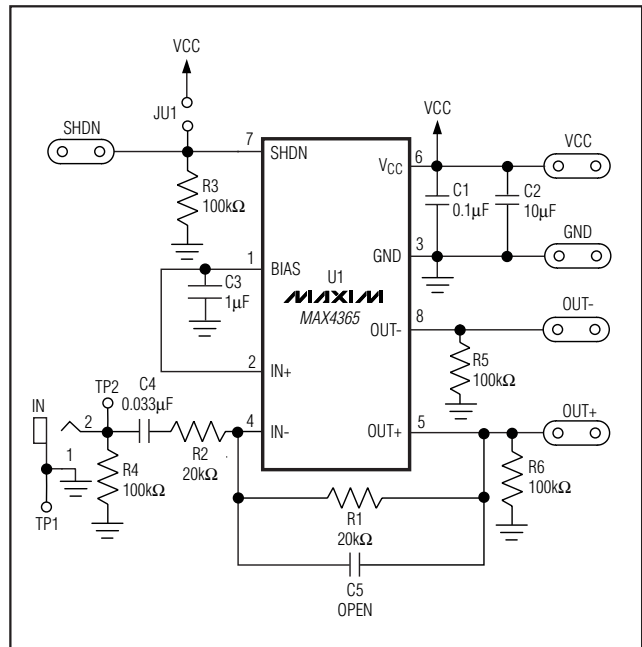 VCC
JU1
SHDN
7
SHDN
R3
100kΩ
VCC
6
VCC
VCC
C1
0.1μF
C2
10μF
3
GND
GND
1
BIAS
C3
1μF
U1
MAXIM
MAX4365
8
OUT-
OUT-
R5
100kΩ
2
IN+
TP2
C4
0.033μF
IN
2
1
TP1
R4
100kΩ
R2
20kΩ
4
IN-
5
OUT+
OUT+
R6
100kΩ
R1
20kΩ
C5
OPEN